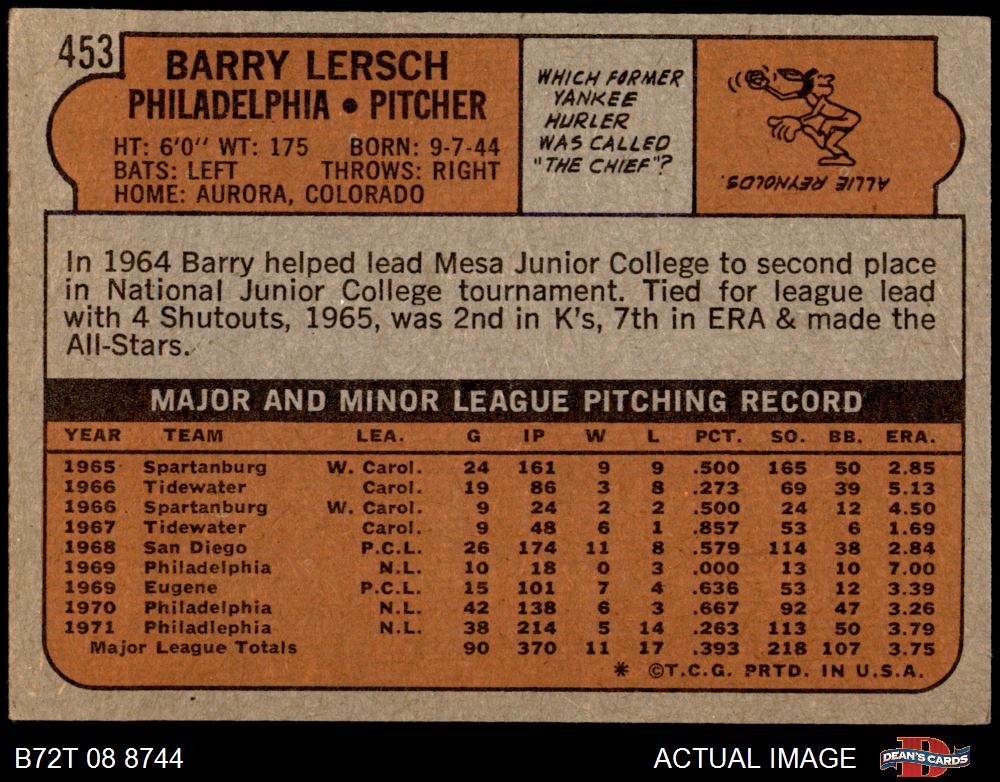 453
BARRY LERSCH
PHILADELPHIA • PITCHER
HT: 6'0" WT: 175 BORN: 9-7-44
BATS: LEFT THROWS: RIGHT
HOME: AURORA, COLORADO
WHICH FORMER
YANKEE
HURLER
WAS CALLED
"THE CHIEF"?
ALLIE REYNOLDS.
In 1964 Barry helped lead Mesa Junior College to second place
in National Junior College tournament. Tied for league lead
with 4 Shutouts, 1965, was 2nd in K's, 7th in ERA & made the
All-Stars.
MAJOR AND MINOR LEAGUE PITCHING RECORD
YEAR TEAM LEA. G IP W L PCT. SO. BB. ERA.
1965 Spartanburg W. Carol. 24 161 9 9 .500 165 50 2.85
1966 Tidewater Carol. 19 86 3 8 .273 69 39 5.13
1966 Spartanburg W. Carol. 9 24 2 2 .500 24 12 4.50
1967 Tidewater Carol. 9 48 6 1 .857 53 6 1.69
1968 San Diego P.C.L. 26 174 11 8 .579 114 38 2.84
1969 Philadelphia N.L. 10 18 0 3 .000 13 10 7.00
1969 Eugene P.C.L. 15 101 7 4 .636 53 12 3.39
1970 Philadelphia N.L. 42 138 6 3 .667 92 47 3.26
1971 Philadlephia N.L. 38 214 5 14 .263 113 50 3.79
Major League Totals 90 370 11 17 .393 218 107 3.75
* ©T.C.G. PRTD. IN U.S.A.
B72T 08 8744
ACTUAL IMAGE
DEAN'S CARDS